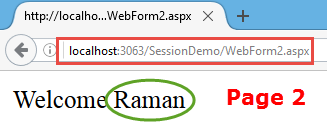 http://localho...WebForm2.aspx
localhost:3063/SessionDemo/WebForm2.aspx
Welcome Raman Page 2